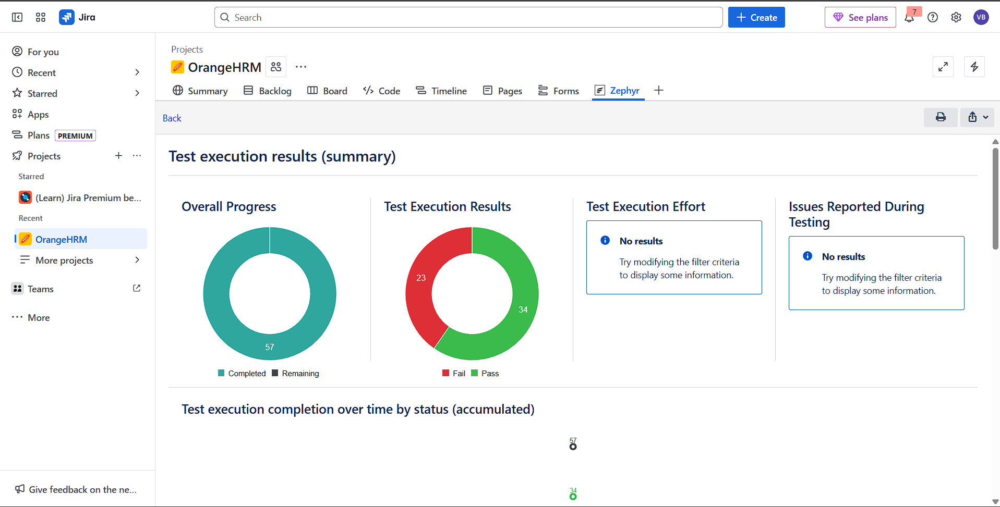 Jira
Search
Create
See plans
7
VB
For you
Recent
Starred
Apps
Plans PREMIUM
Projects
Starred
(Learn) Jira Premium be...
Recent
OrangeHRM
More projects
Teams
More
Give feedback on the ne...
Projects
OrangeHRM
Summary
Backlog
Board
Code
Timeline
Pages
Forms
Zephyr
Back
Test execution results (summary)
Overall Progress
57
Completed Remaining
Test Execution Results
23
34
Fail Pass
Test Execution Effort
No results
Try modifying the filter criteria
to display some information.
Issues Reported During
Testing
No results
Try modifying the filter criteria
to display some information.
Test execution completion over time by status (accumulated)
57
34